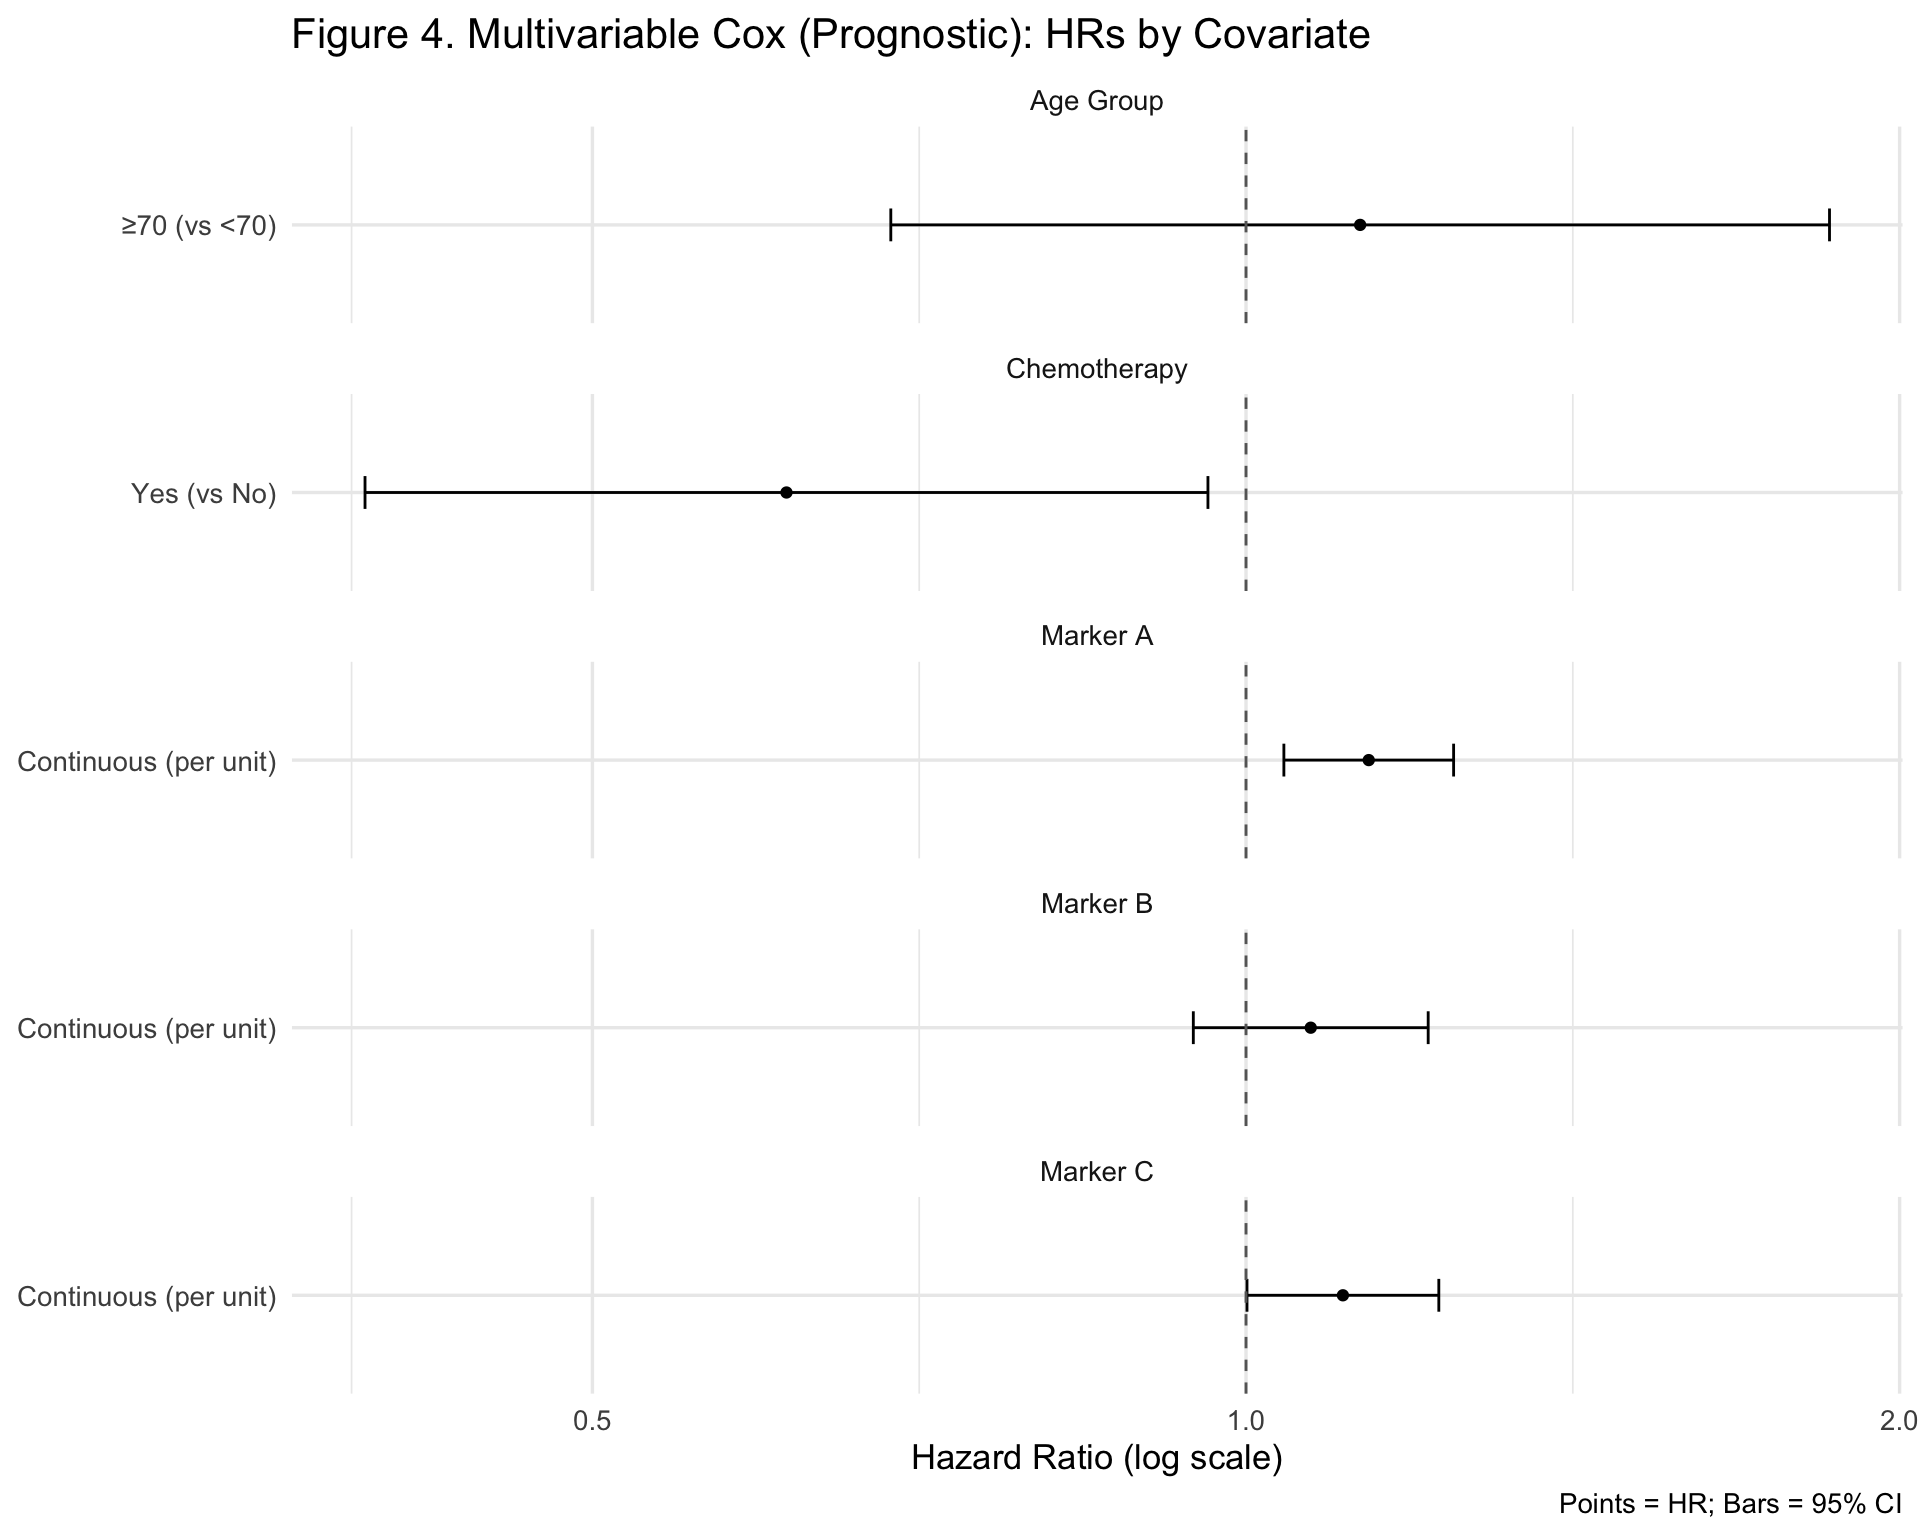 Figure 4. Multivariable Cox (Prognostic): HRs by Covariate
Age Group
≥70 (vs <70)
Chemotherapy
Yes (vs No)
Marker A
Continuous (per unit)
Marker B
Continuous (per unit)
Marker C
Continuous (per unit)
0.5 1.0 2.0
Hazard Ratio (log scale)
Points = HR; Bars = 95% CI